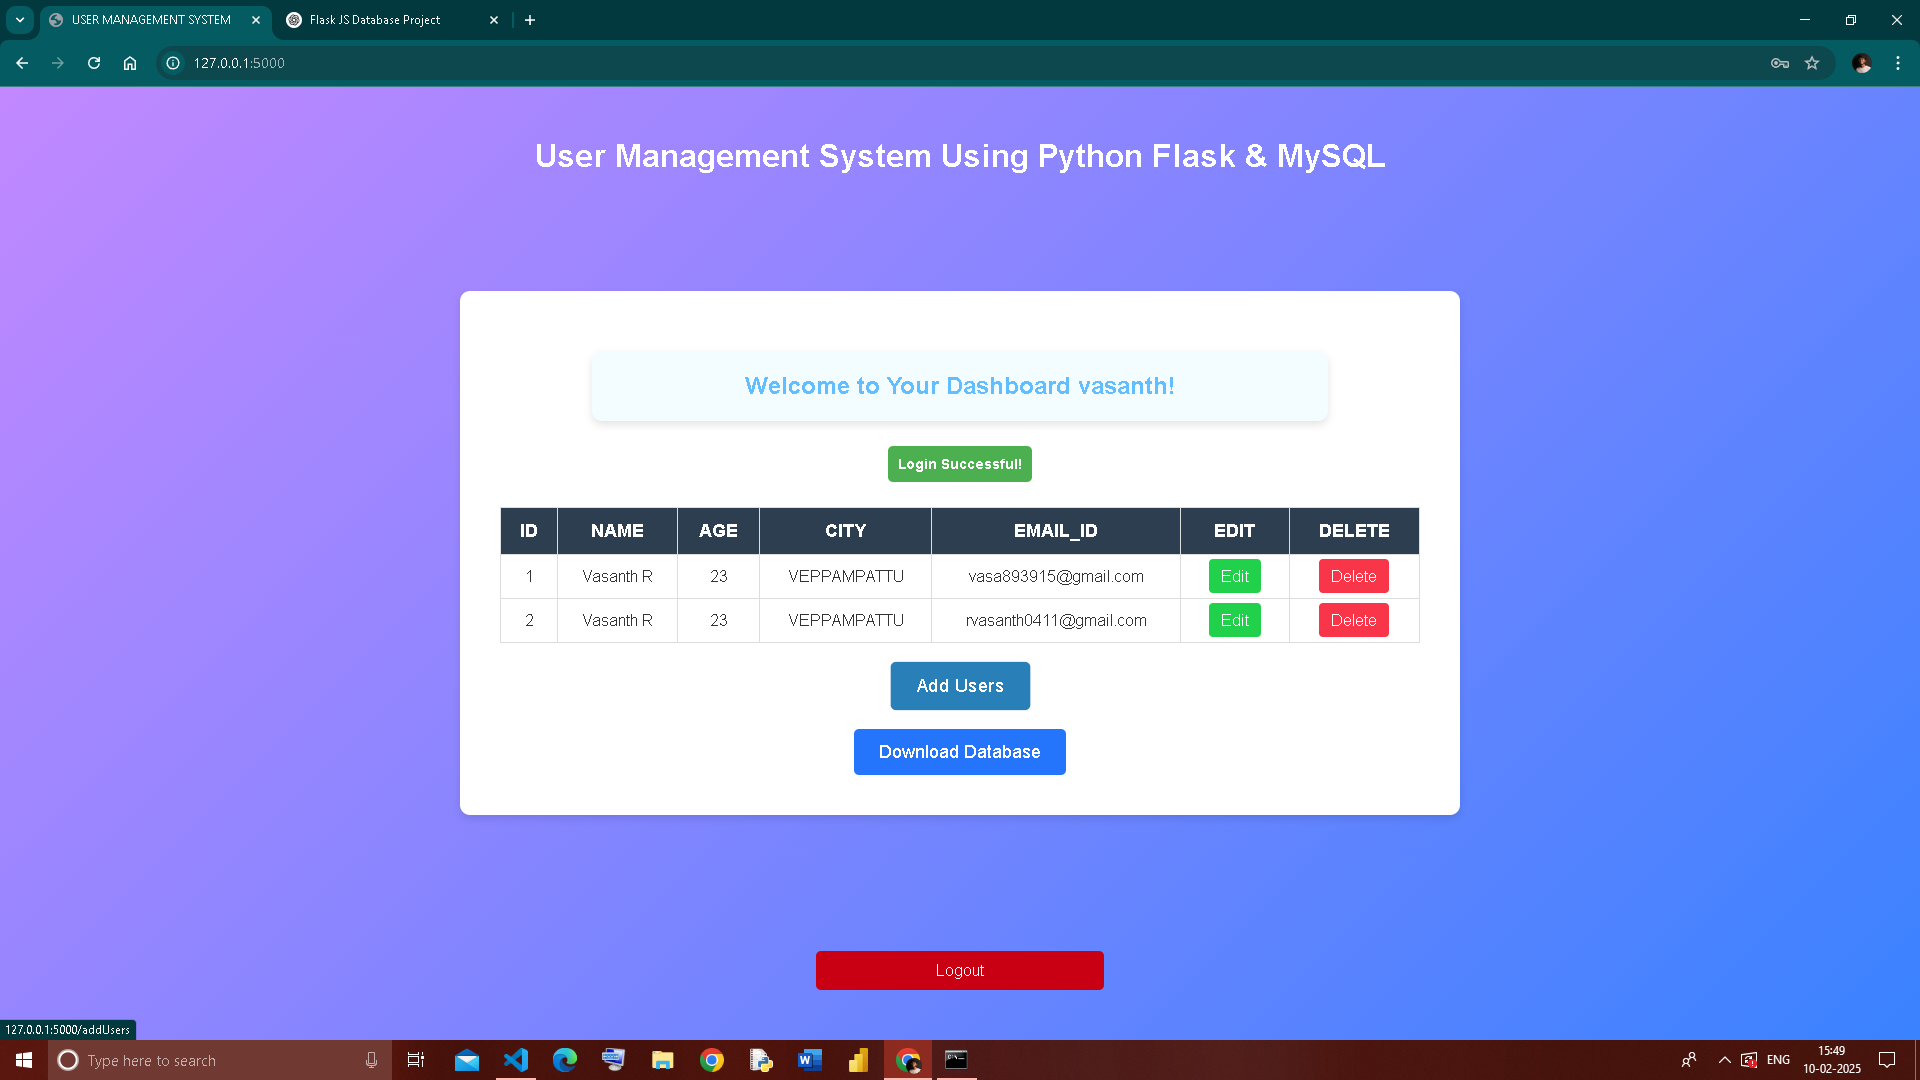 USER MANAGEMENT SYSTEM
Flask JS Database Project
127.0.0.1:5000
User Management System Using Python Flask & MySQL
Welcome to Your Dashboard vasanth!
Login Successful!
ID NAME AGE CITY EMAIL_ID EDIT DELETE
1 Vasanth R 23 VEPPAMPATTU vasa893915@gmail.com Edit Delete
2 Vasanth R 23 VEPPAMPATTU rvasanth0411@gmail.com Edit Delete
Add Users
Download Database
Logout
127.0.0.1:5000/addUsers
Type here to search
ENG
15:49
10-02-2025